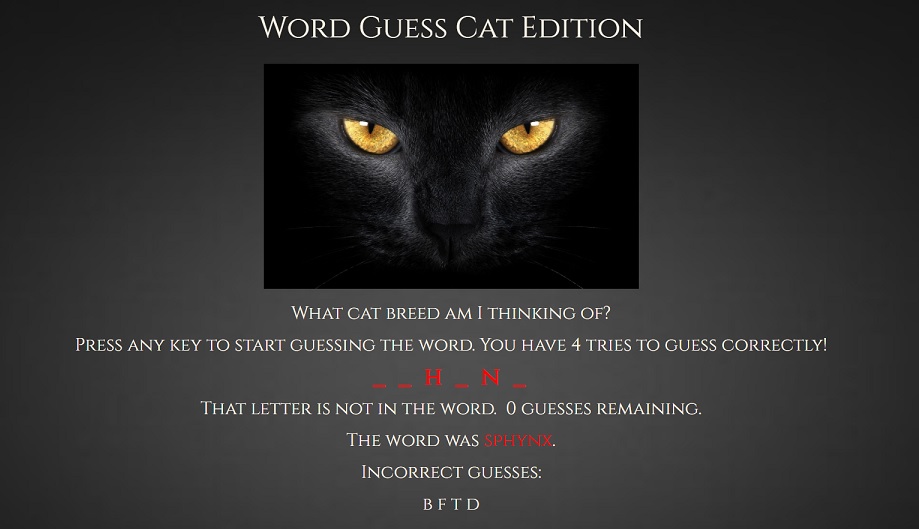 Word Guess Cat Edition
What cat breed am I thinking of?
Press any key to start guessing the word. You have 4 tries to guess correctly!
_ _ H _ N _
That letter is not in the word. 0 guesses remaining.
The word was sphynx.
Incorrect guesses:
B F T D